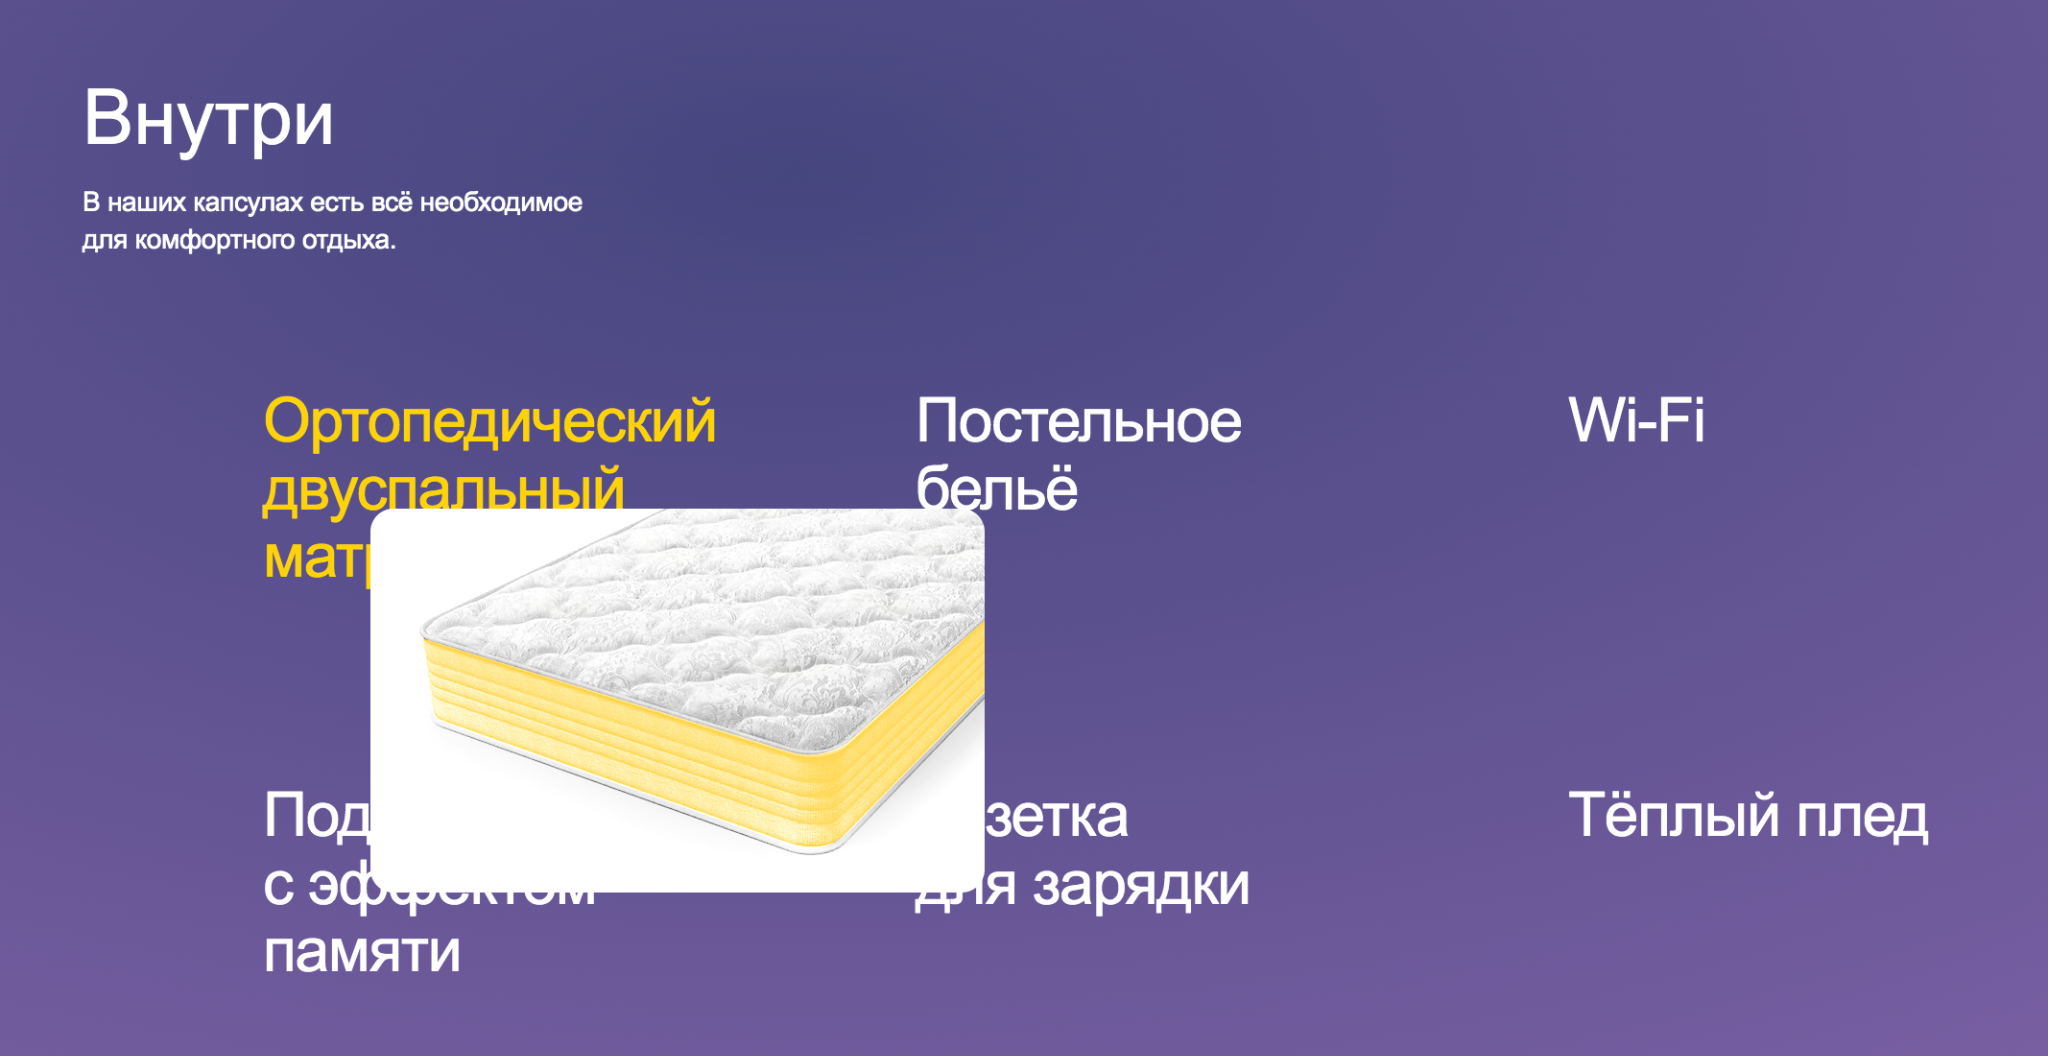 Внутри
В наших капсулах есть всё необходимое
для комфортного отдыха.
Ортопедический
двуспальный
Постельное
бельё
Wi-Fi
с эффектом
памяти
для зарядки
Тёплый плед